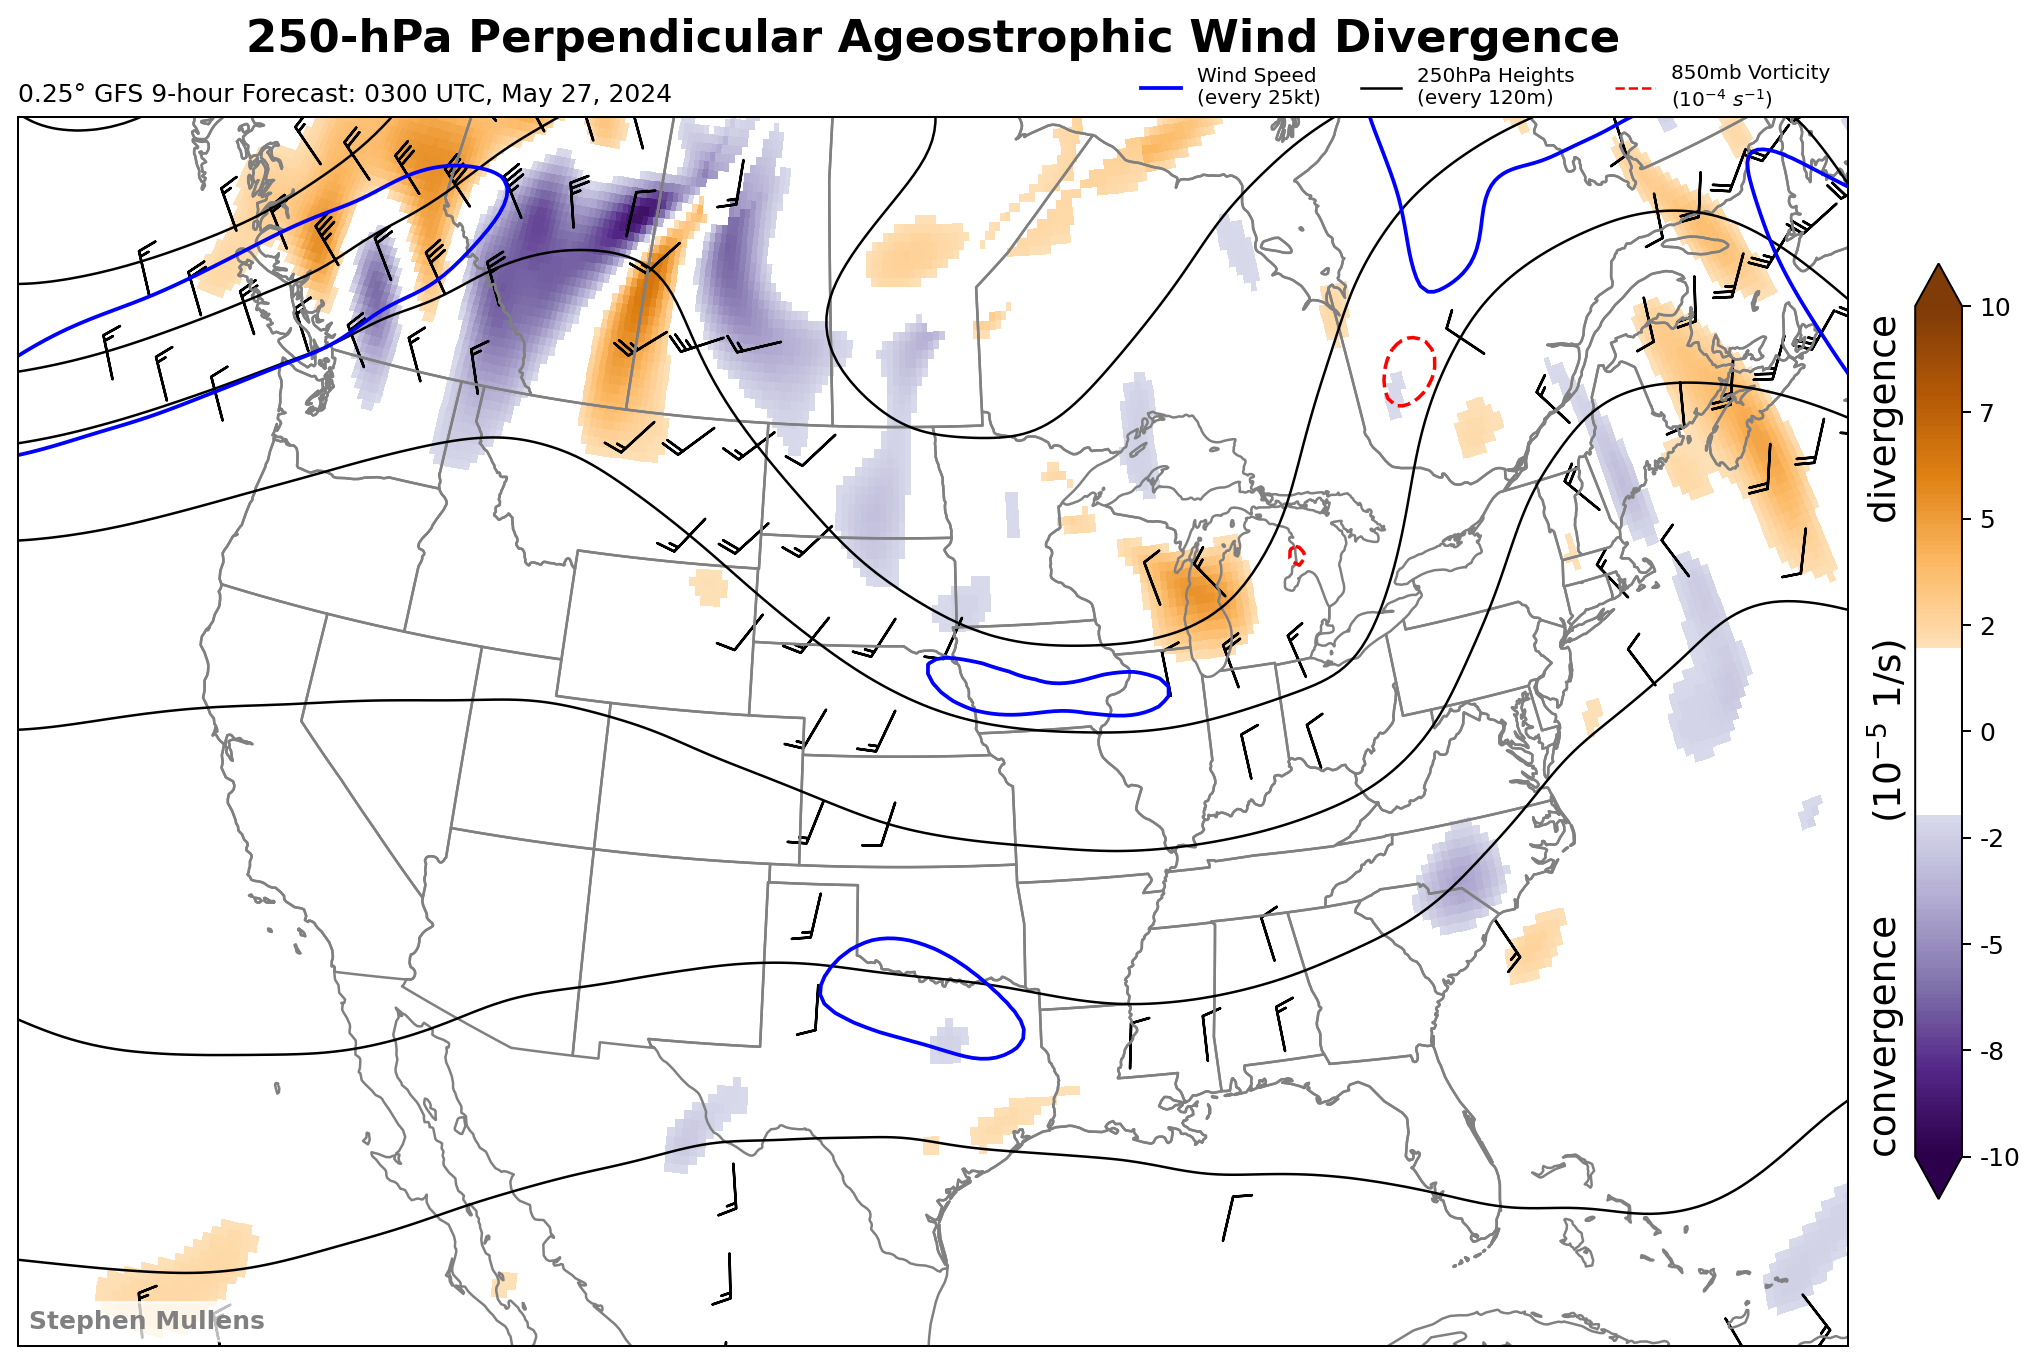 250-hPa Perpendicular Ageostrophic Wind Divergence
0.25° GFS 9-hour Forecast: 0300 UTC, May 27, 2024
Wind Speed
(every 25kt)
250hPa Heights
(every 120m)
850mb Vorticity
(10⁻⁴ s⁻¹)
10
7
5
2
0
-2
-5
-8
-10
convergence (10⁻⁵ 1/s) divergence
Stephen Mullens